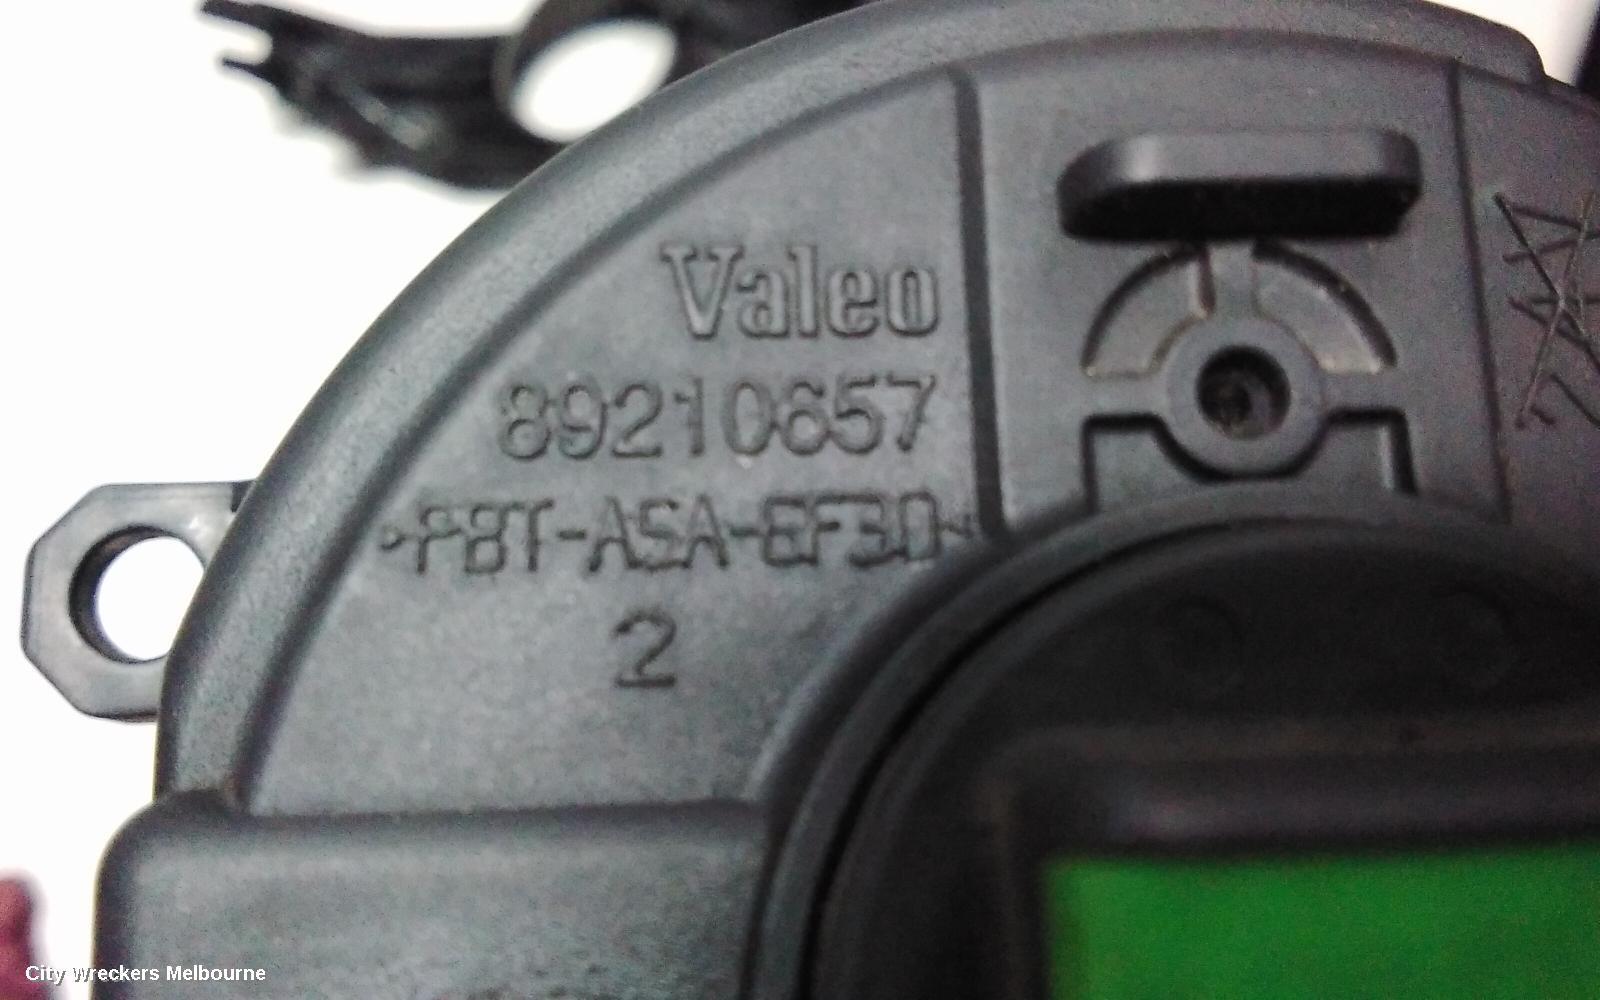 Valeo
89210657
>PBT-ASA-GF30<
2
City Wreckers Melbourne